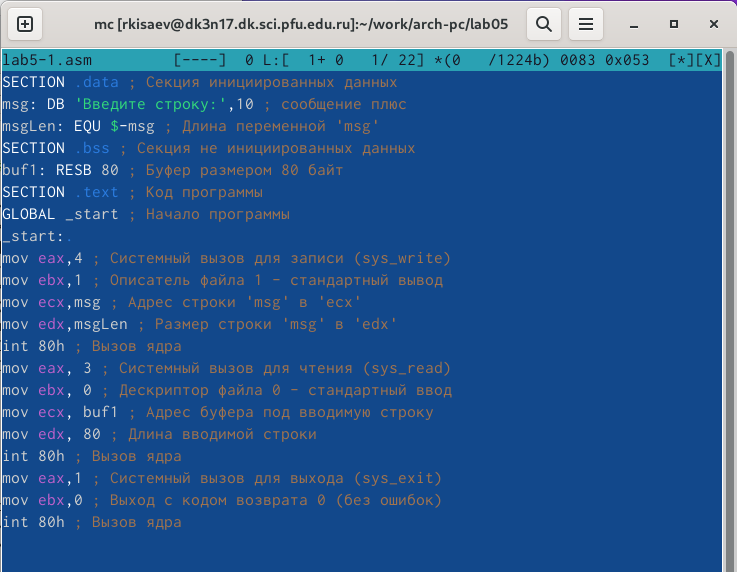 mc [rkisaev@dk3n17.dk.sci.pfu.edu.ru]:~/work/arch-pc/lab05
lab5-1.asm [----] 0 L:[ 1+ 0 1/ 22] *(0 /1224b) 0083 0x053 [*][X]
SECTION .data ; Секция инициированных данных
msg: DB 'Введите строку:',10 ; сообщение плюс
msgLen: EQU $-msg ; Длина переменной 'msg'
SECTION .bss ; Секция не инициированных данных
buf1: RESB 80 ; Буфер размером 80 байт
SECTION .text ; Код программы
GLOBAL _start ; Начало программы
_start:.
mov eax,4 ; Системный вызов для записи (sys_write)
mov ebx,1 ; Описатель файла 1 - стандартный вывод
mov ecx,msg ; Адрес строки 'msg' в 'ecx'
mov edx,msgLen ; Размер строки 'msg' в 'edx'
int 80h ; Вызов ядра
mov eax, 3 ; Системный вызов для чтения (sys_read)
mov ebx, 0 ; Дескриптор файла 0 - стандартный ввод
mov ecx, buf1 ; Адрес буфера под вводимую строку
mov edx, 80 ; Длина вводимой строки
int 80h ; Вызов ядра
mov eax,1 ; Системный вызов для выхода (sys_exit)
mov ebx,0 ; Выход с кодом возврата 0 (без ошибок)
int 80h ; Вызов ядра